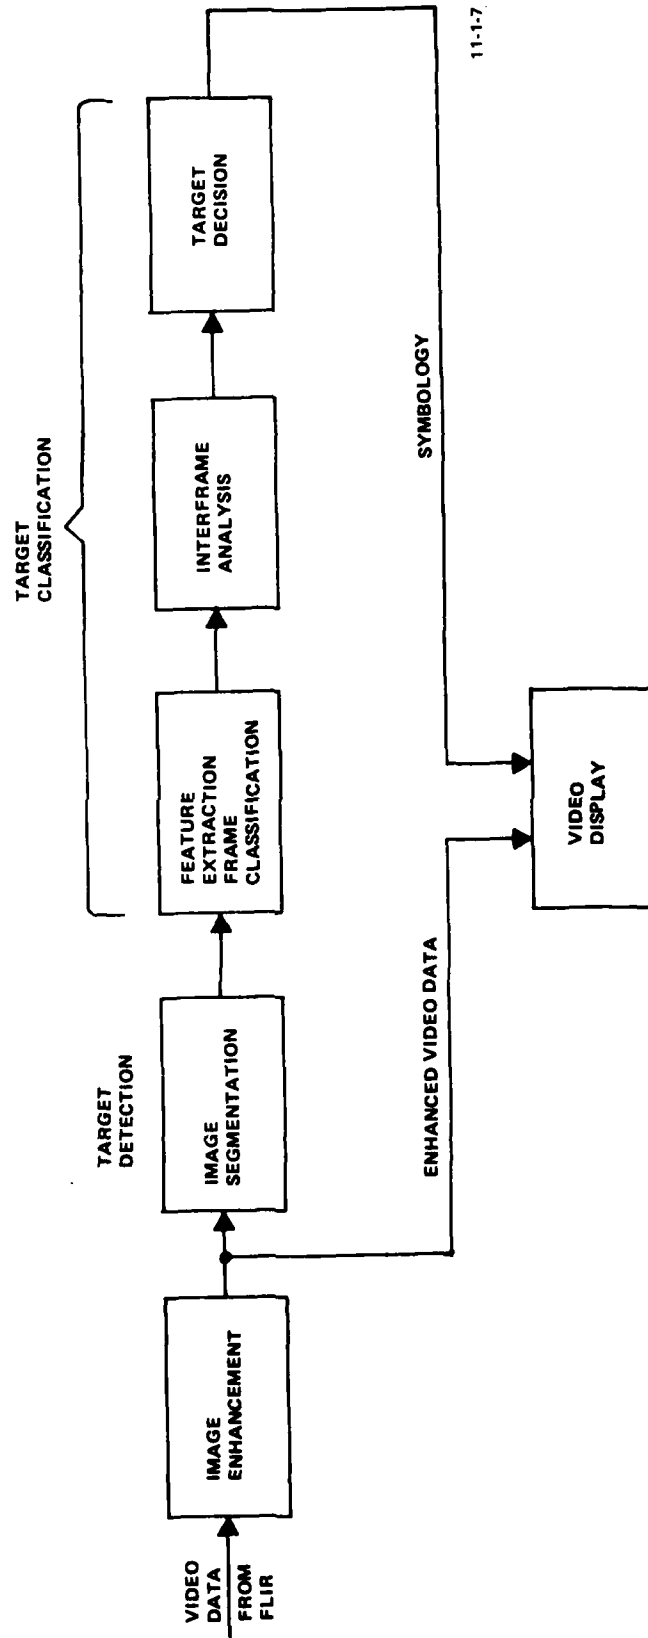 TARGET
CLASSIFICATION
TARGET
DETECTION
VIDEO
DATA
FROM
FLIR
IMAGE
ENHANCEMENT
IMAGE
SEGMENTATION
FEATURE
EXTRACTION
FRAME
CLASSIFICATION
INTERFRAME
ANALYSIS
TARGET
DECISION
ENHANCED VIDEO DATA
SYMBOLOGY
VIDEO
DISPLAY
11-1-7